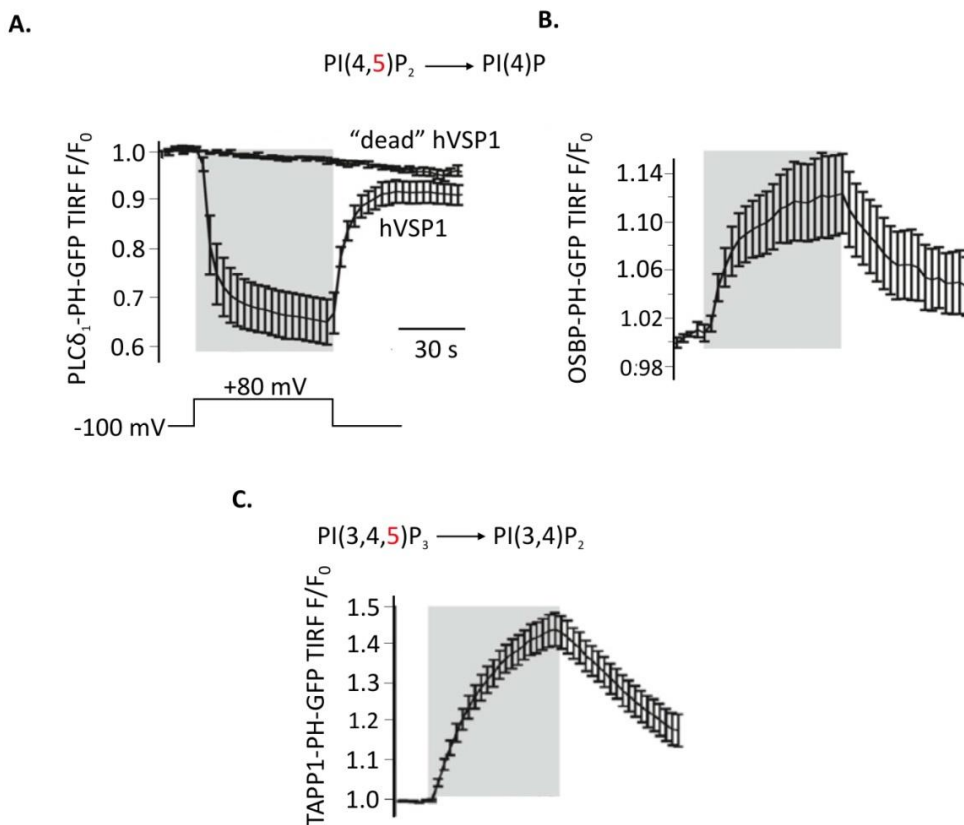 A.
PI(4,5)P₂ → PI(4)P
PLCδ₁-PH-GFP TIRF F/F₀
1.0
0.9
0.8
0.7
0.6
"dead" hVSP1
hVSP1
30 s
+80 mV
-100 mV
B.
OSBP-PH-GFP TIRF F/F₀
1.14
1.10
1.06
1.02
0:98
C.
PI(3,4,5)P₃ → PI(3,4)P₂
TAPP1-PH-GFP TIRF F/F₀
1.5
1.4
1.3
1.2
1.1
1.0